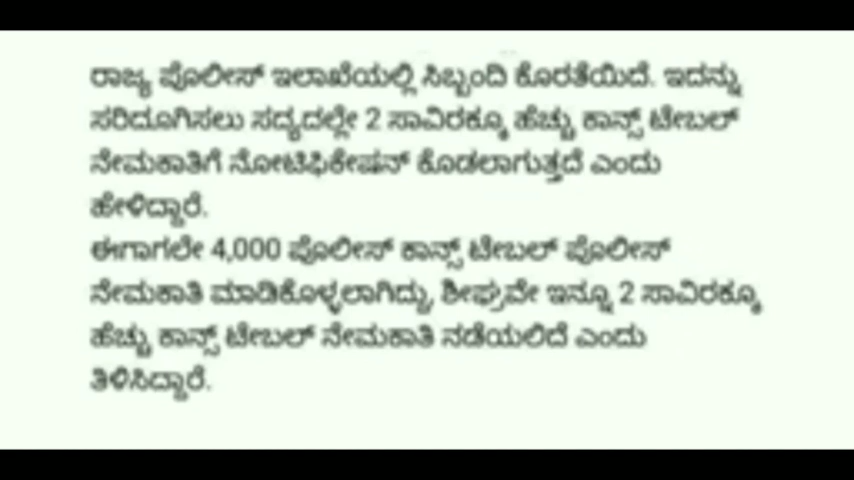 ರಾಜ್ಯ ಪೊಲೀಸ್ ಇಲಾಖೆಯಲ್ಲಿ ಸಿಬ್ಬಂದಿ ಕೊರತೆಯಿದೆ. ಇದನ್ನು
ಸರಿದೂಗಿಸಲು ಸದ್ಯದಲ್ಲೇ 2 ಸಾವಿರಕ್ಕೂ ಹೆಚ್ಚು ಕಾನ್ಸ್‌ಟೇಬಲ್
ನೇಮಕಾತಿಗೆ ನೋಟಿಫಿಕೇಷನ್ ಕೊಡಲಾಗುತ್ತದೆ ಎಂದು
ಹೇಳಿದ್ದಾರೆ.
ಈಗಾಗಲೇ 4,000 ಪೊಲೀಸ್ ಕಾನ್ಸ್‌ಟೇಬಲ್ ಪೊಲೀಸ್
ನೇಮಕಾತಿ ಮಾಡಿಕೊಳ್ಳಲಾಗಿದ್ದು, ಶೀಘ್ರವೇ ಇನ್ನೂ 2 ಸಾವಿರಕ್ಕೂ
ಹೆಚ್ಚು ಕಾನ್ಸ್‌ಟೇಬಲ್ ನೇಮಕಾತಿ ನಡೆಯಲಿದೆ ಎಂದು
ತಿಳಿಸಿದ್ದಾರೆ.